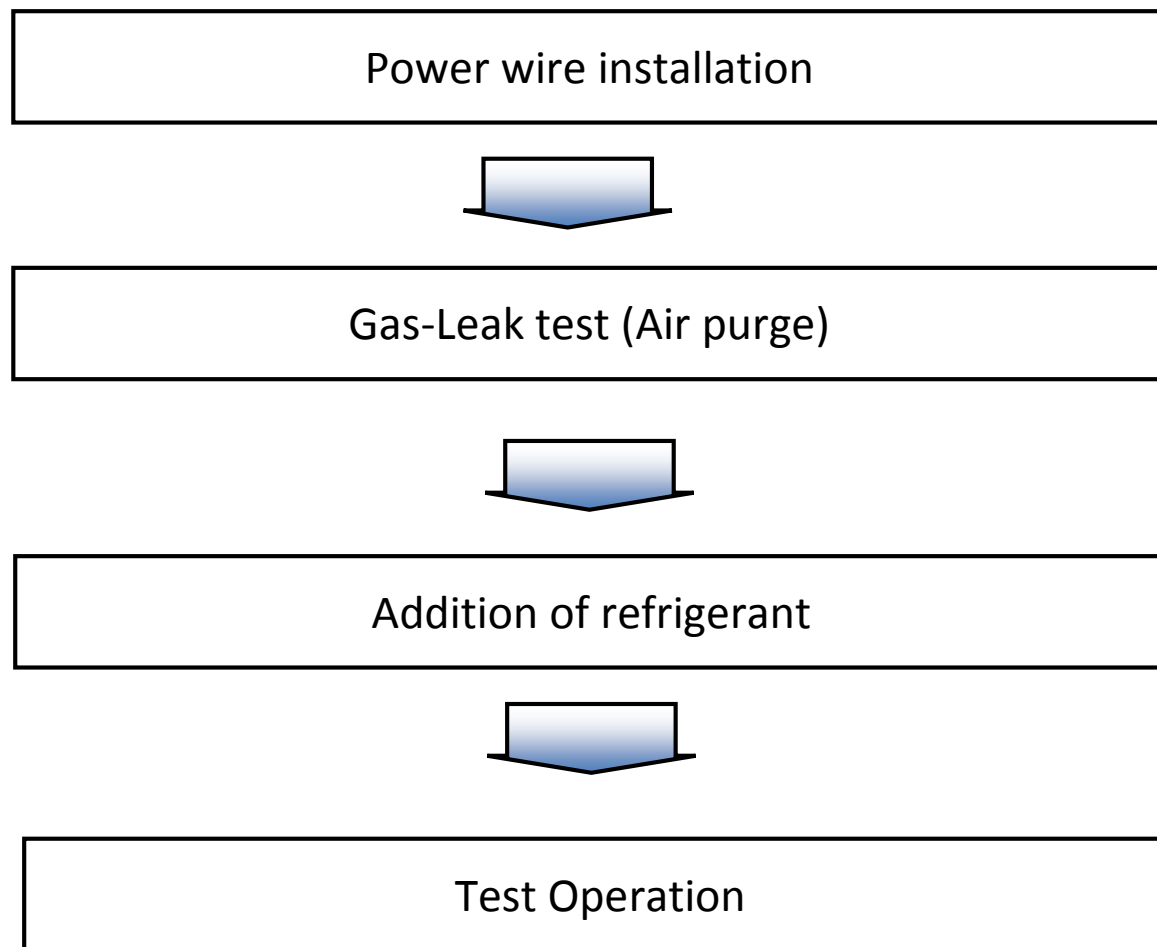 Power wire installation
Gas-Leak test (Air purge)
Addition of refrigerant
Test Operation